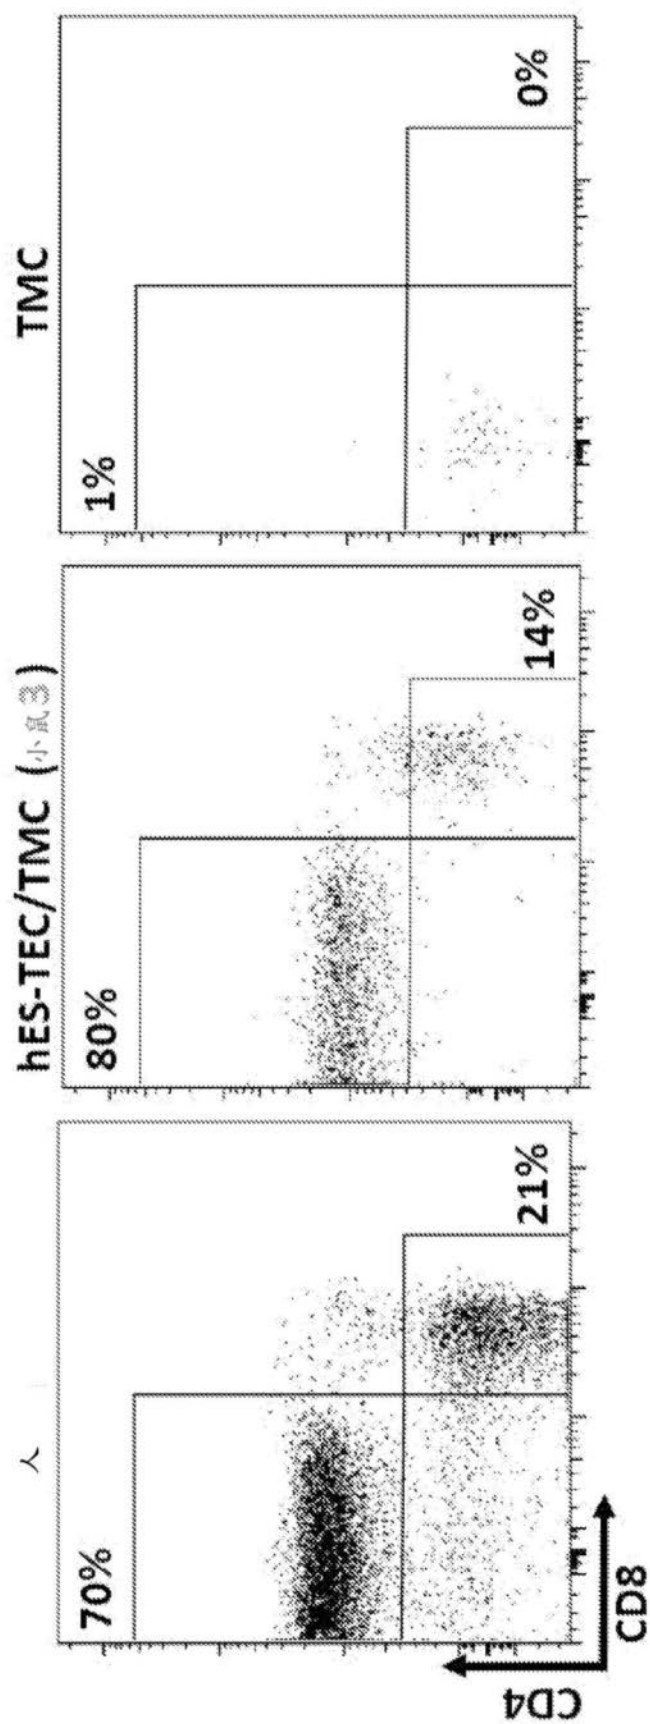 人
70%
21%
hES-TEC/TMC (小鼠3)
80%
14%
TMC
1%
0%
CD4
CD8